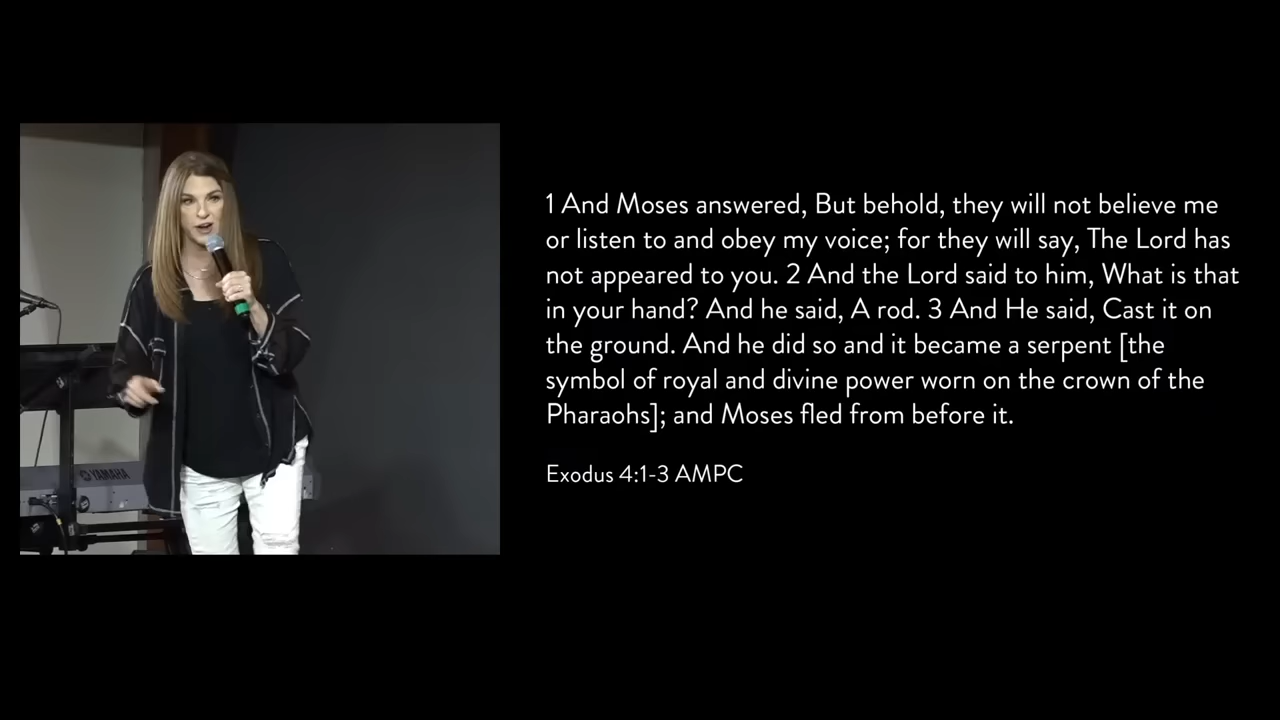 1 And Moses answered, But behold, they will not believe me
or listen to and obey my voice; for they will say, The Lord has
not appeared to you. 2 And the Lord said to him, What is that
in your hand? And he said, A rod. 3 And He said, Cast it on
the ground. And he did so and it became a serpent [the
symbol of royal and divine power worn on the crown of the
Pharaohs]; and Moses fled from before it.
Exodus 4:1-3 AMPC
YAMAHA